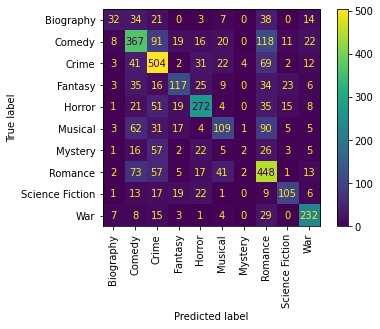 True label
Biography 32 34 21 0 3 7 0 38 0 14
Comedy 8 367 91 19 16 20 0 118 11 22
Crime 3 41 504 2 31 22 4 69 2 12
Fantasy 3 35 16 117 25 9 0 34 23 6
Horror 1 21 51 19 272 4 0 35 15 8
Musical 3 62 31 17 4 109 1 90 5 5
Mystery 1 16 57 2 22 5 2 26 3 5
Romance 2 73 57 5 17 41 2 448 1 13
Science Fiction 1 13 17 19 22 1 0 9 105 6
War 7 8 15 3 1 4 0 29 0 232
Biography Comedy Crime Fantasy Horror Musical Mystery Romance Science Fiction War
Predicted label
500
400
300
200
100
0